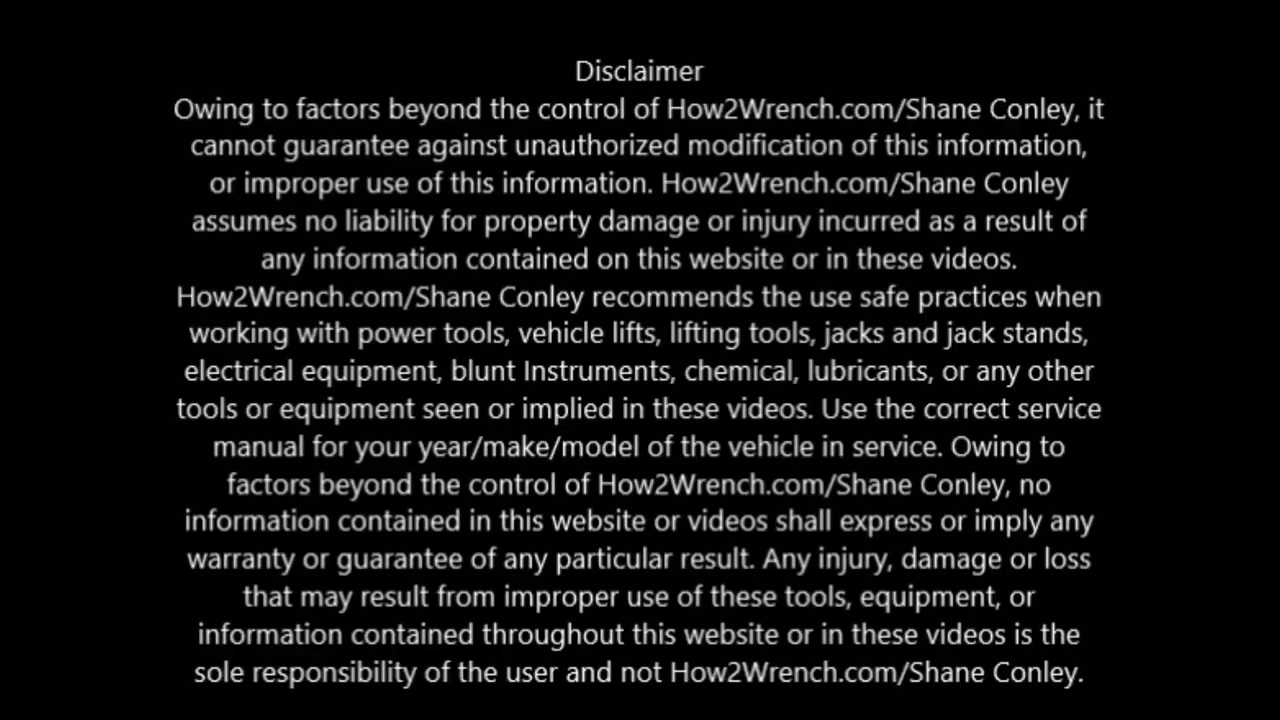 Disclaimer
Owing to factors beyond the control of How2Wrench.com/Shane Conley, it
cannot guarantee against unauthorized modification of this information,
or improper use of this information. How2Wrench.com/Shane Conley
assumes no liability for property damage or injury incurred as a result of
any information contained on this website or in these videos.
How2Wrench.com/Shane Conley recommends the use safe practices when
working with power tools, vehicle lifts, lifting tools, jacks and jack stands,
electrical equipment, blunt Instruments, chemical, lubricants, or any other
tools or equipment seen or implied in these videos. Use the correct service
manual for your year/make/model of the vehicle in service. Owing to
factors beyond the control of How2Wrench.com/Shane Conley, no
information contained in this website or videos shall express or imply any
warranty or guarantee of any particular result. Any injury, damage or loss
that may result from improper use of these tools, equipment, or
information contained throughout this website or in these videos is the
sole responsibility of the user and not How2Wrench.com/Shane Conley.